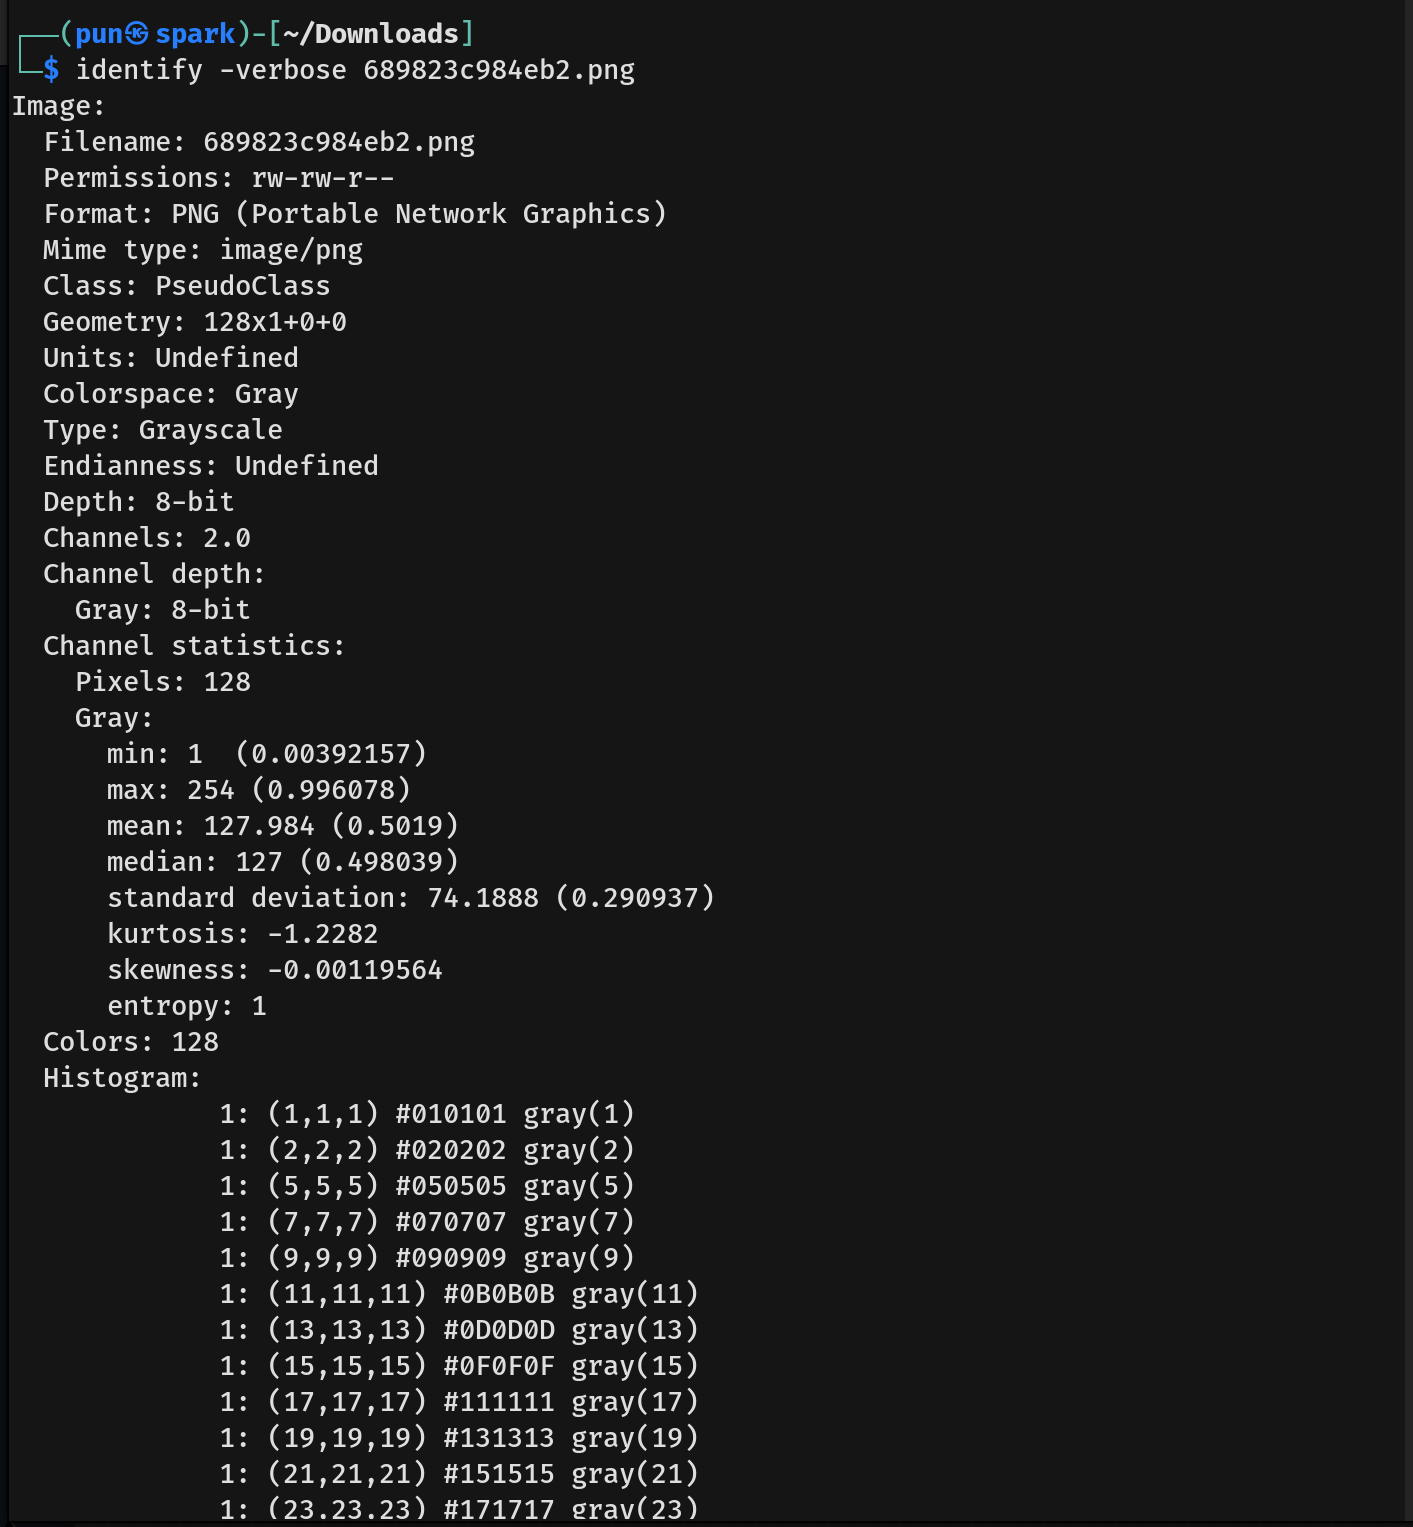 (pun㉿spark)-[~/Downloads]
$ identify -verbose 689823c984eb2.png
Image:
  Filename: 689823c984eb2.png
  Permissions: rw-rw-r--
  Format: PNG (Portable Network Graphics)
  Mime type: image/png
  Class: PseudoClass
  Geometry: 128x1+0+0
  Units: Undefined
  Colorspace: Gray
  Type: Grayscale
  Endianness: Undefined
  Depth: 8-bit
  Channels: 2.0
  Channel depth:
    Gray: 8-bit
  Channel statistics:
    Pixels: 128
    Gray:
      min: 1  (0.00392157)
      max: 254 (0.996078)
      mean: 127.984 (0.5019)
      median: 127 (0.498039)
      standard deviation: 74.1888 (0.290937)
      kurtosis: -1.2282
      skewness: -0.00119564
      entropy: 1
  Colors: 128
  Histogram:
             1: (1,1,1) #010101 gray(1)
             1: (2,2,2) #020202 gray(2)
             1: (5,5,5) #050505 gray(5)
             1: (7,7,7) #070707 gray(7)
             1: (9,9,9) #090909 gray(9)
             1: (11,11,11) #0B0B0B gray(11)
             1: (13,13,13) #0D0D0D gray(13)
             1: (15,15,15) #0F0F0F gray(15)
             1: (17,17,17) #111111 gray(17)
             1: (19,19,19) #131313 gray(19)
             1: (21,21,21) #151515 gray(21)
             1: (23,23,23) #171717 gray(23)